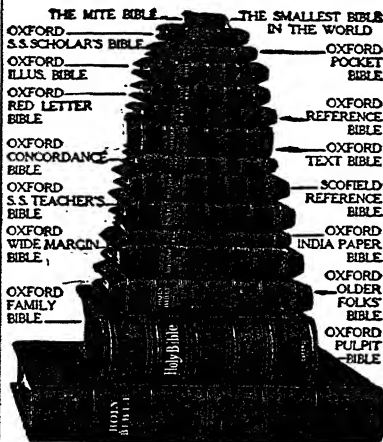 THE MITE BIBLE
THE SMALLEST BIBLE
IN THE WORLD
OXFORD
S.S. SCHOLAR'S BIBLE
OXFORD
ILLUS. BIBLE
OXFORD
RED LETTER
BIBLE
OXFORD
CONCORDANCE
BIBLE
OXFORD
S.S. TEACHER'S
BIBLE
OXFORD
WIDE MARGIN
BIBLE
OXFORD
FAMILY
BIBLE
OXFORD
POCKET
BIBLE
OXFORD
REFERENCE
BIBLE
OXFORD
TEXT BIBLE
SCOFIELD
REFERENCE
BIBLE
OXFORD
INDIA PAPER
BIBLE
OXFORD
OLDER
FOLKS'
BIBLE
OXFORD
PULPIT
BIBLE
Holy Bible
HOLY
BIBLE